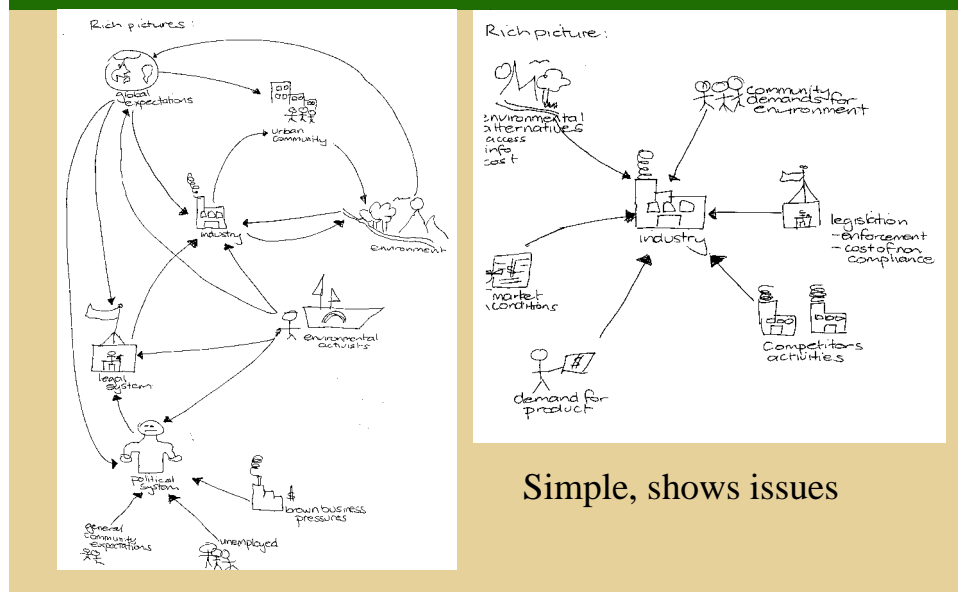 Rich pictures :
global
expectations
urban
community
industry
environment
environmental
activists
legal
system
political
system
$
brown business
pressures
general
community
expectations
unemployed
Rich picture:
environmental
alternatives
access
info
cost
community
demands for
environment
industry
legislation
- enforcement
- cost of non
compliance
$
market
conditions
Competitors
activities
$
demand for
product
Simple, shows issues